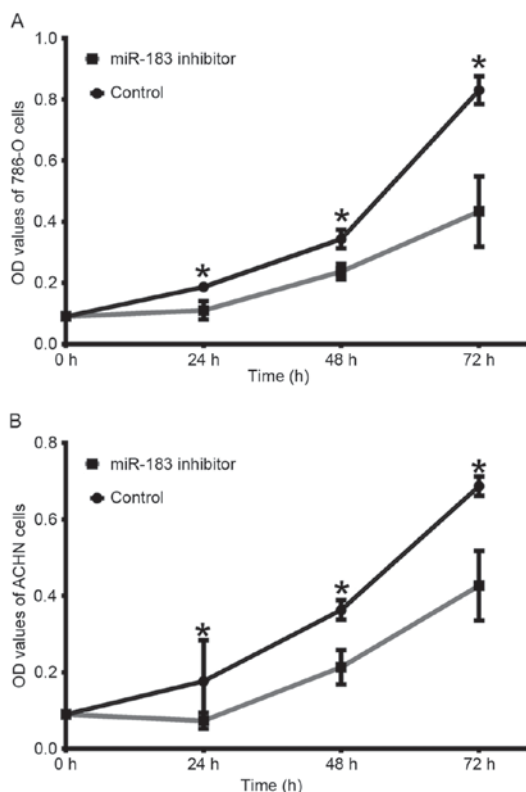 A
1.0
miR-183 inhibitor
Control
0.8
0.6
0.4
0.2
0.0
OD values of 786-O cells
*
*
*
0 h 24 h 48 h 72 h
Time (h)
B
0.8
miR-183 inhibitor
Control
0.6
0.4
0.2
0.0
OD values of ACHN cells
*
*
*
0 h 24 h 48 h 72 h
Time (h)